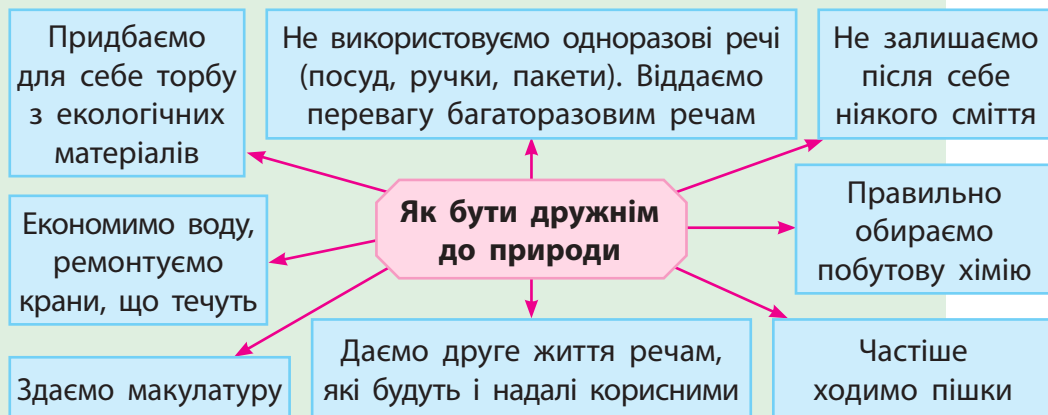 Придбаємо
для себе торбу
з екологічних
матеріалів
Не використовуємо одноразові речі
(посуд, ручки, пакети). Віддаємо
перевагу багаторазовим речам
Не залишаємо
після себе
ніякого сміття
Як бути дружнім
до природи
Економимо воду,
ремонтуємо
крани, що течуть
Правильно
обираємо
побутову хімію
Здаємо макулатуру
Даємо друге життя речам,
які будуть і надалі корисними
Частіше
ходимо пішки